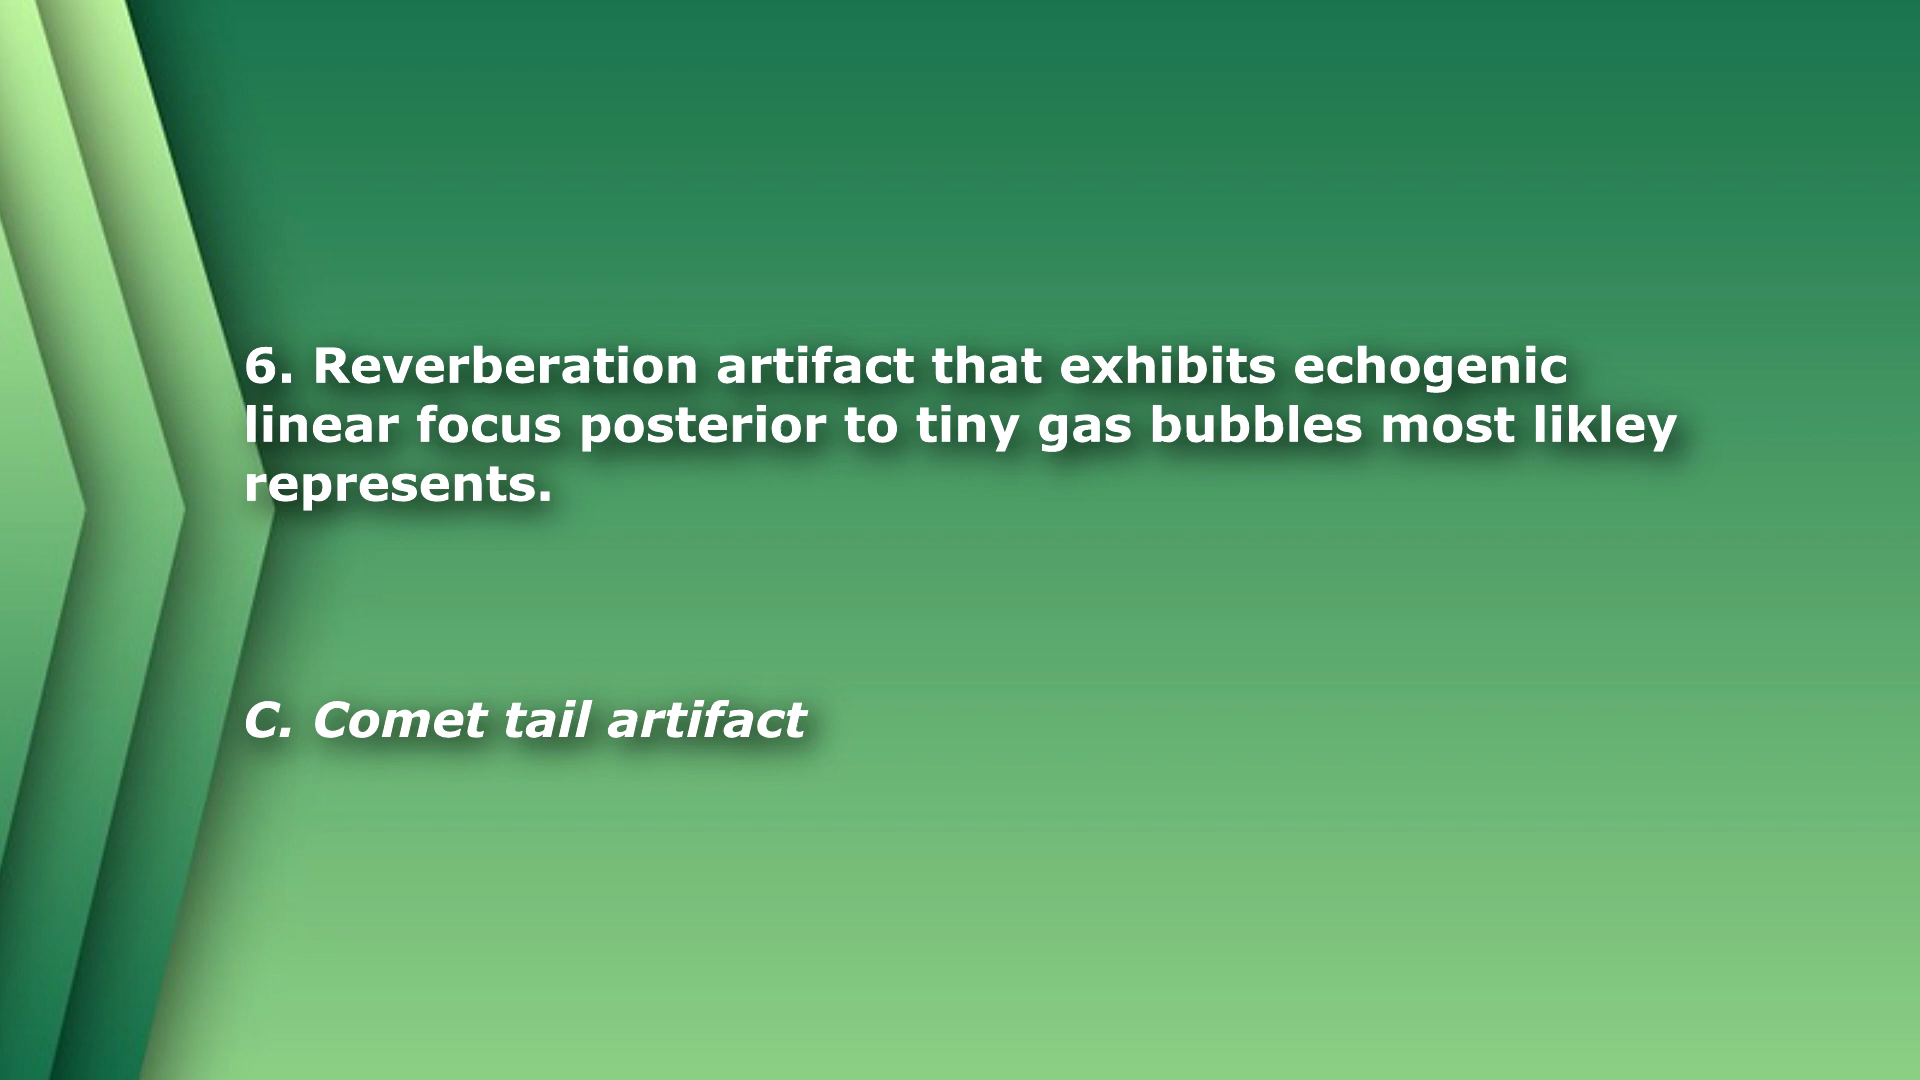 6. Reverberation artifact that exhibits echogenic
linear focus posterior to tiny gas bubbles most likley
represents.
C. Comet tail artifact